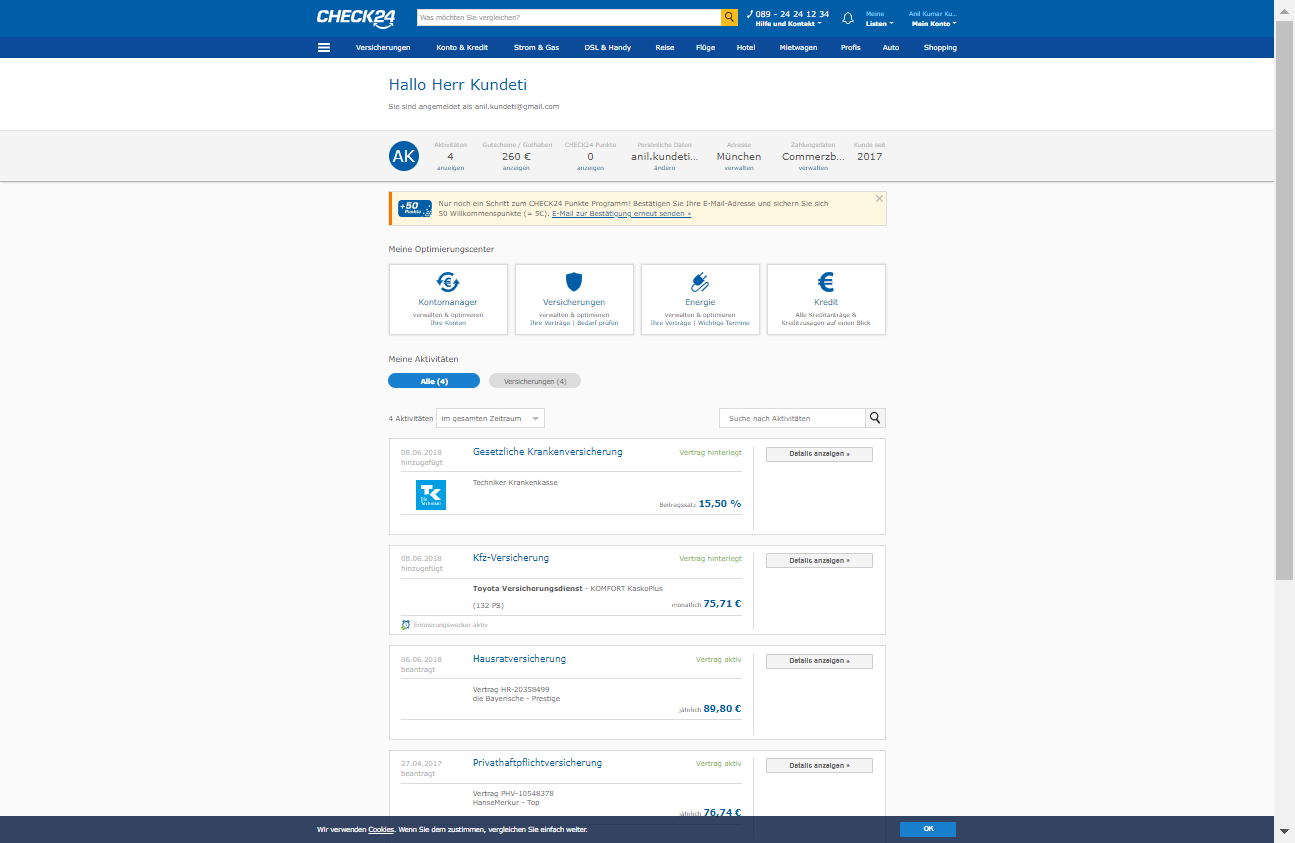 CHECK24
Was möchten Sie vergleichen?
089 - 24 24 12 34
Hilfe und Kontakt
Meine
Listen
Anil Kumar Ku...
Mein Konto
Versicherungen
Konto & Kredit
Strom & Gas
DSL & Handy
Reise
Flüge
Hotel
Mietwagen
Profis
Auto
Shopping
Hallo Herr Kundeti
Sie sind angemeldet als anil.kundeti@gmail.com
AK
Aktivitäten
4
anzeigen
Gutscheine / Guthaben
260 €
anzeigen
CHECK24 Punkte
0
anzeigen
Persönliche Daten
anil.kundeti...
ändern
Adresse
München
verwalten
Zahlungsdaten
Commerzb...
verwalten
Kunde seit
2017
+50
Punkte
Nur noch ein Schritt zum CHECK24 Punkte Programm! Bestätigen Sie Ihre E-Mail-Adresse und sichern Sie sich
50 Willkommenspunkte (= 5€). E-Mail zur Bestätigung erneut senden »
Meine Optimierungscenter
Kontomanager
verwalten & optimieren
Ihre Konten
Versicherungen
verwalten & optimieren
Ihre Verträge | Bedarf prüfen
Energie
verwalten & optimieren
Ihre Verträge | Wichtige Termine
Kredit
Alle Kreditanträge &
Kreditzusagen auf einen Blick
Meine Aktivitäten
Alle (4)
Versicherungen (4)
4 Aktivitäten
im gesamten Zeitraum
Suche nach Aktivitäten
08.06.2018
hinzugefügt
Gesetzliche Krankenversicherung
Vertrag hinterlegt
Details anzeigen »
TK
Die
Techniker
Techniker Krankenkasse
Beitragssatz 15,50 %
08.06.2018
hinzugefügt
Kfz-Versicherung
Vertrag hinterlegt
Details anzeigen »
Toyota Versicherungsdienst - KOMFORT KaskoPlus
(132 PS)
monatlich 75,71 €
Erinnerungswecker aktiv
06.06.2018
beantragt
Hausratversicherung
Vertrag aktiv
Details anzeigen »
Vertrag HR-20358499
die Bayerische - Prestige
jährlich 89,80 €
27.04.2017
beantragt
Privathaftpflichtversicherung
Vertrag aktiv
Details anzeigen »
Vertrag PHV-10548378
HanseMerkur - Top
jährlich 76,74 €
Wir verwenden Cookies. Wenn Sie dem zustimmen, vergleichen Sie einfach weiter.
OK